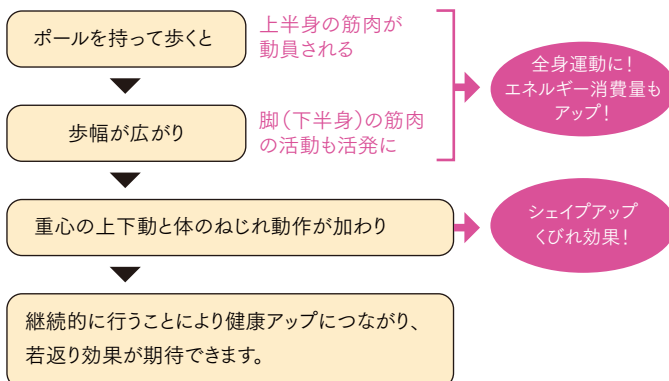 ポールを持って歩くと
上半身の筋肉が
動員される
歩幅が広がり
脚（下半身）の筋肉
の活動も活発に
全身運動に！
エネルギー消費量も
アップ！
重心の上下動と体のねじれ動作が加わり
シェイプアップ
くびれ効果！
継続的に行うことにより健康アップにつながり、
若返り効果が期待できます。